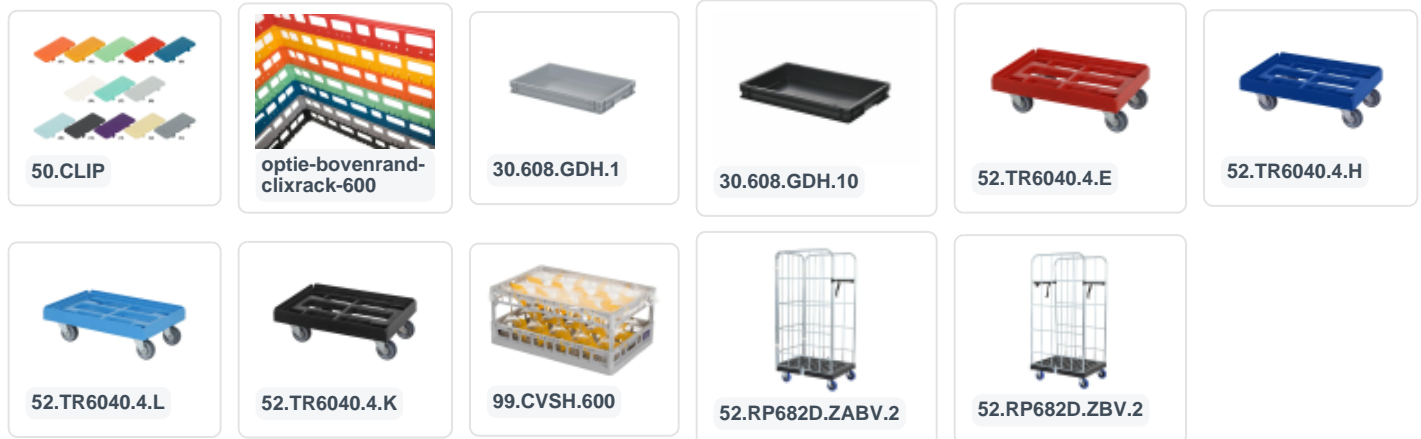 50.CLIP
optie-bovenrand-
clixrack-600
30.608.GDH.1
30.608.GDH.10
52.TR6040.4.E
52.TR6040.4.H
52.TR6040.4.L
52.TR6040.4.K
99.CVSH.600
52.RP682D.ZABV.2
52.RP682D.ZBV.2